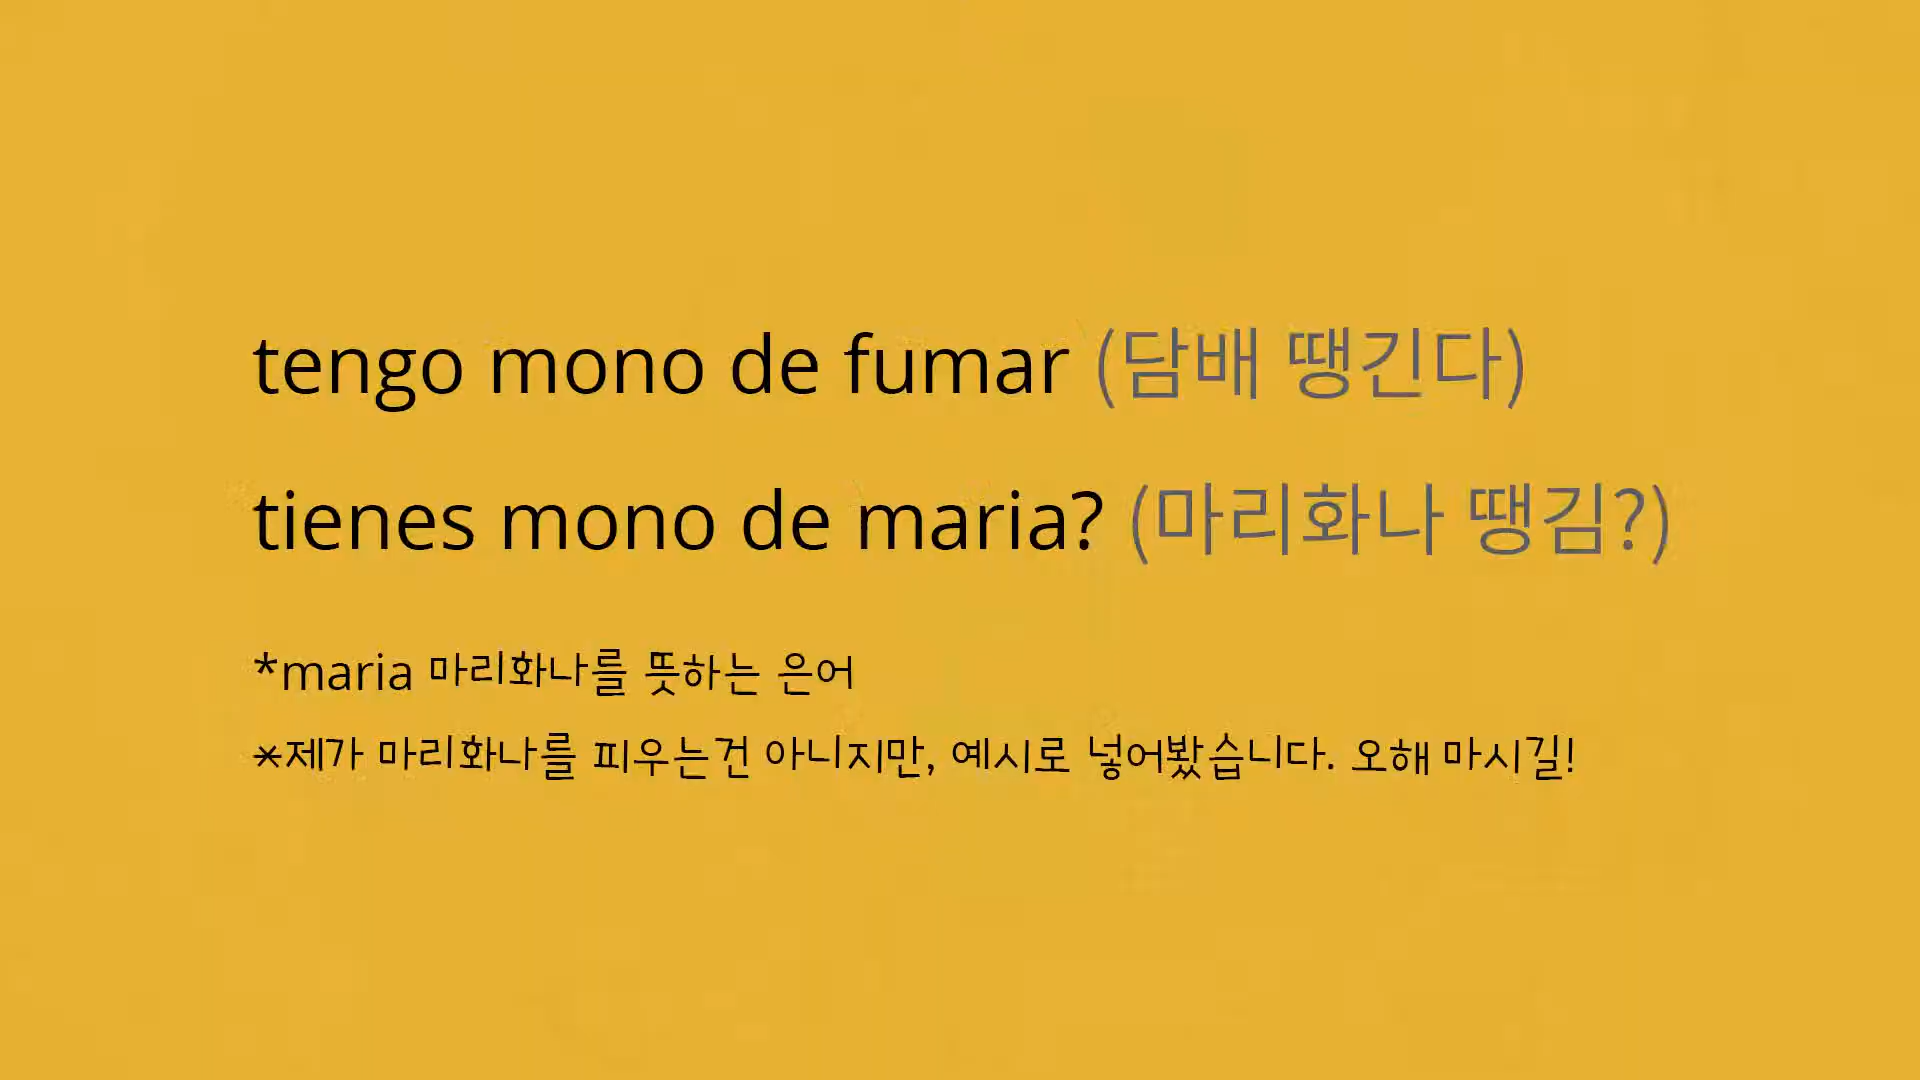 tengo mono de fumar (담배 땡긴다)
tienes mono de maria? (마리화나 땡김?)
*maria 마리화나를 뜻하는 은어
※제가 마리화나를 피우는건 아니지만, 예시로 넣어봤습니다. 오해 마시길!